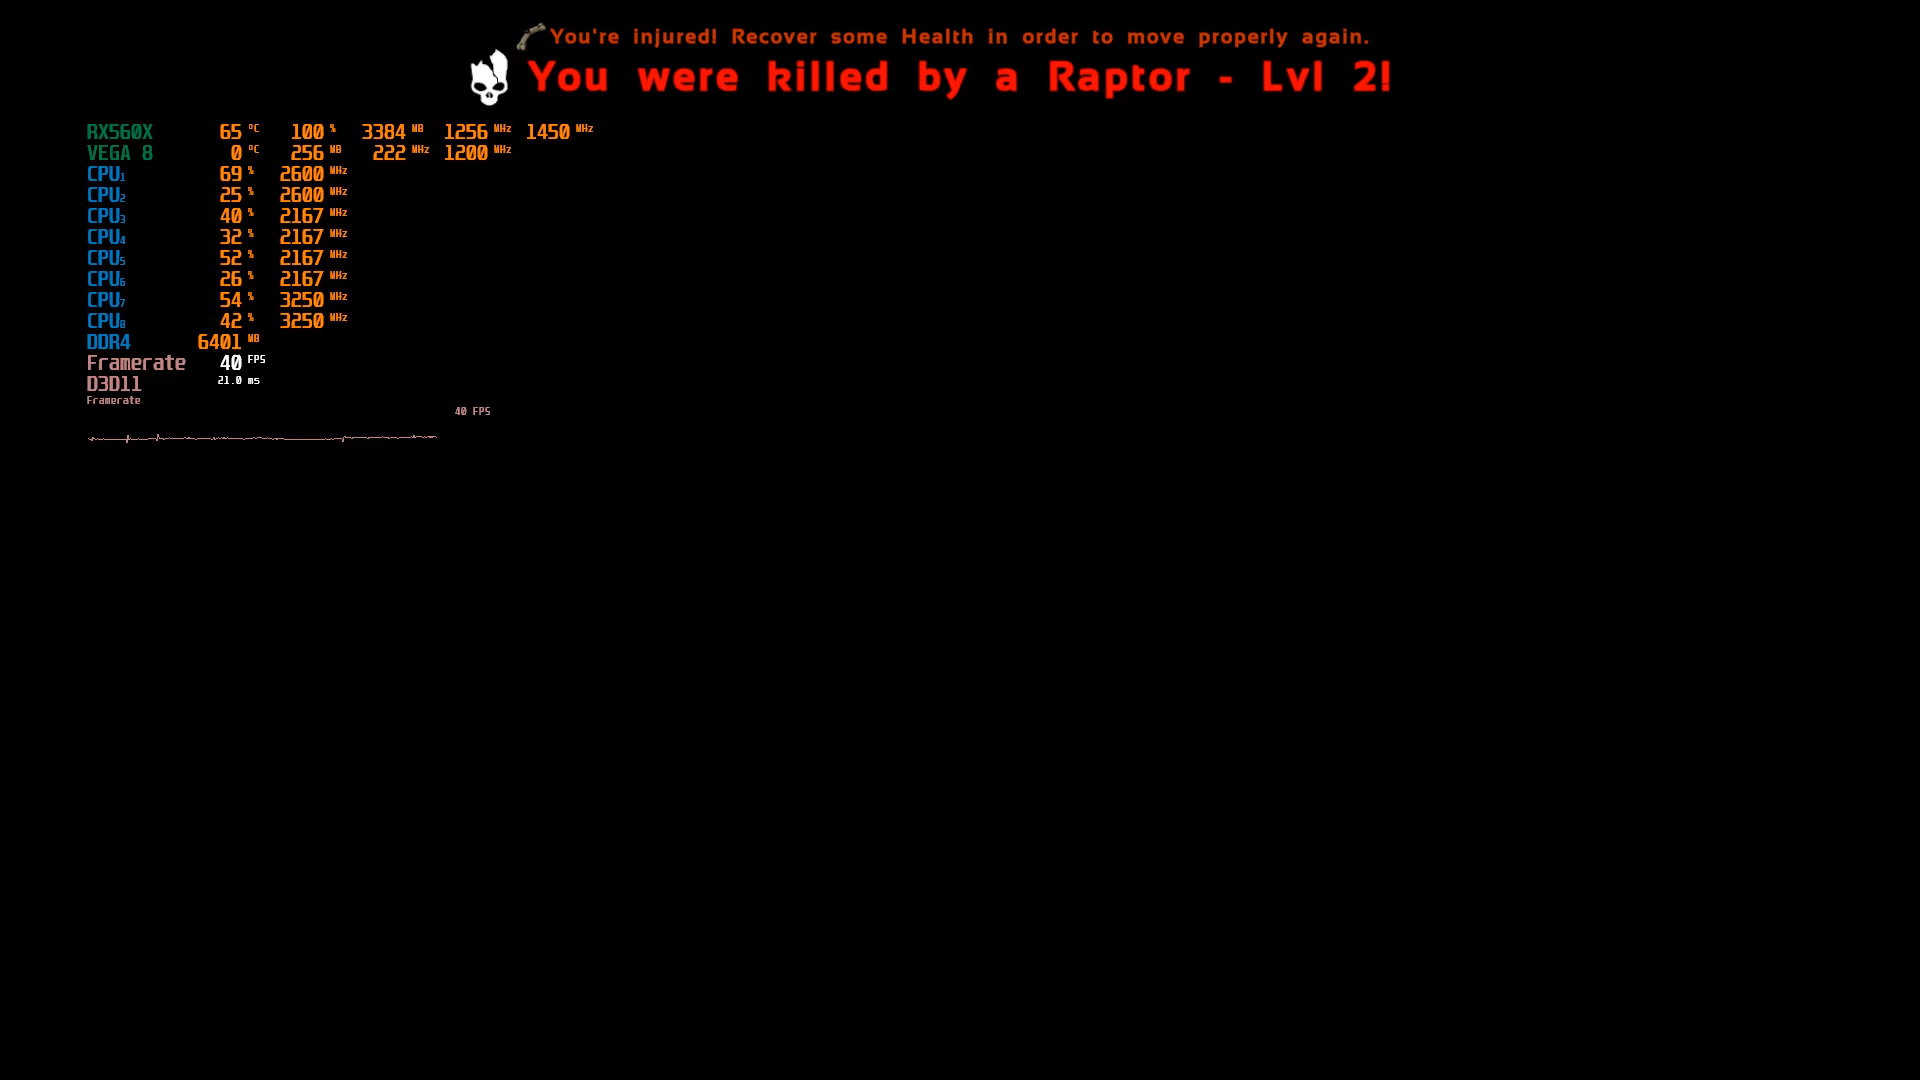 You're injured! Recover some Health in order to move properly again.
You were killed by a Raptor - Lvl 2!
RX560X 65 °C 100 % 3384 MB 1256 MHz 1450 MHz
VEGA 8 0 °C 256 MB 222 MHz 1200 MHz
CPU1 69 % 2600 MHz
CPU2 25 % 2600 MHz
CPU3 40 % 2167 MHz
CPU4 32 % 2167 MHz
CPU5 52 % 2167 MHz
CPU6 26 % 2167 MHz
CPU7 54 % 3250 MHz
CPU8 42 % 3250 MHz
DDR4 6401 MB
Framerate 40 FPS
D3D11 21.0 ms
Framerate
40 FPS